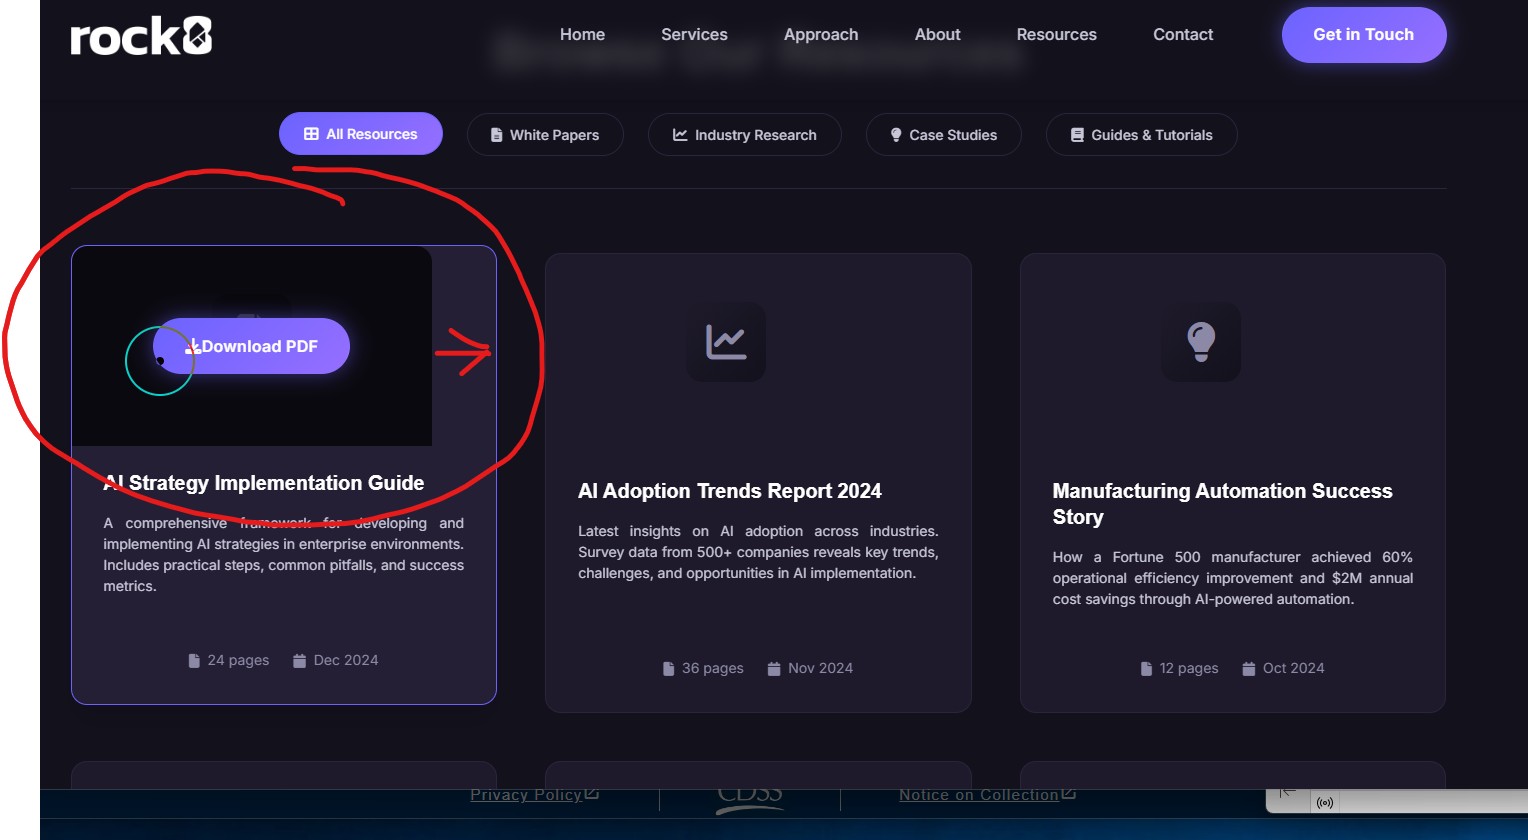 rock8
Home Services Approach About Resources Contact Get in Touch
Browse Our Resources
All Resources White Papers Industry Research Case Studies Guides & Tutorials
Download PDF
AI Strategy Implementation Guide
A comprehensive framework for developing and
implementing AI strategies in enterprise environments.
Includes practical steps, common pitfalls, and success
metrics.
24 pages Dec 2024
AI Adoption Trends Report 2024
Latest insights on AI adoption across industries.
Survey data from 500+ companies reveals key trends,
challenges, and opportunities in AI implementation.
36 pages Nov 2024
Manufacturing Automation Success
Story
How a Fortune 500 manufacturer achieved 60%
operational efficiency improvement and $2M annual
cost savings through AI-powered automation.
12 pages Oct 2024
Privacy Policy CDSS Notice on Collection